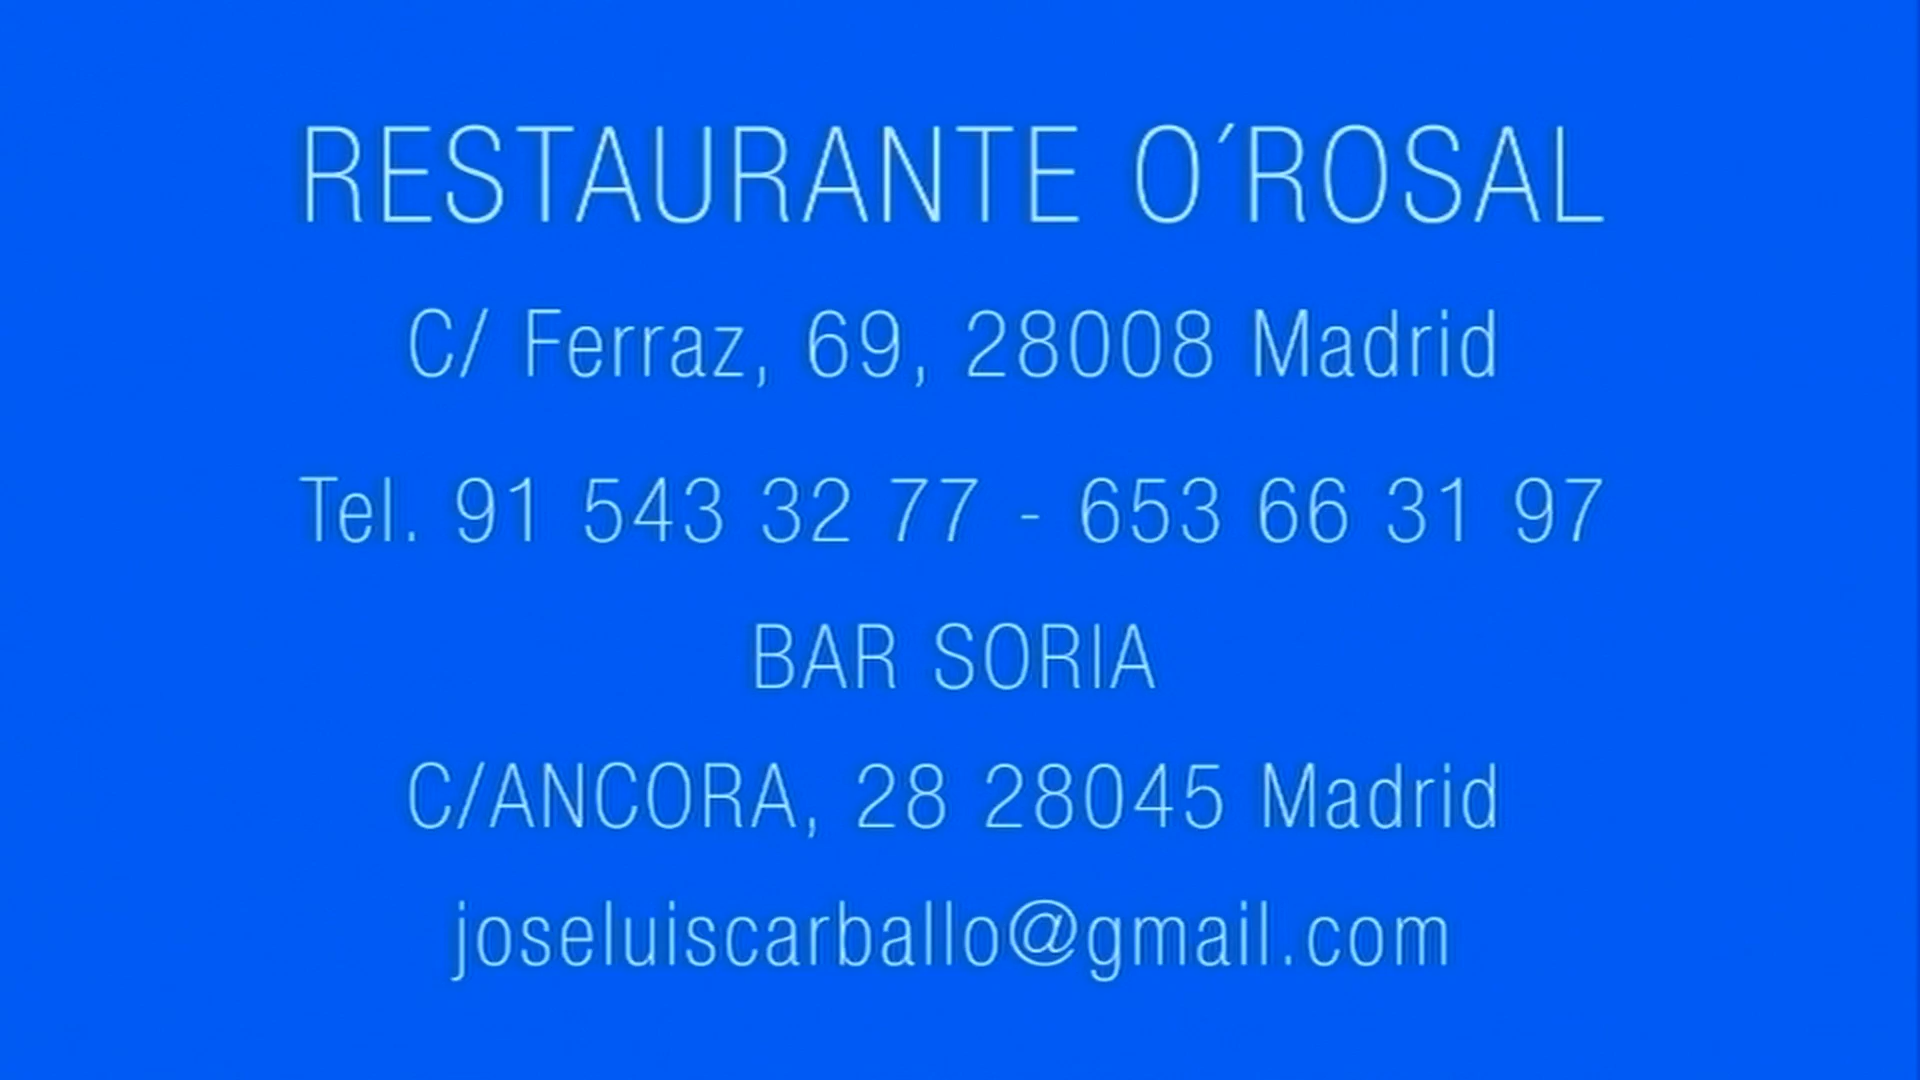 RESTAURANTE O´ROSAL
C/ Ferraz, 69, 28008 Madrid
Tel. 91 543 32 77 - 653 66 31 97
BAR SORIA
C/ANCORA, 28 28045 Madrid
joseluiscarballo@gmail.com